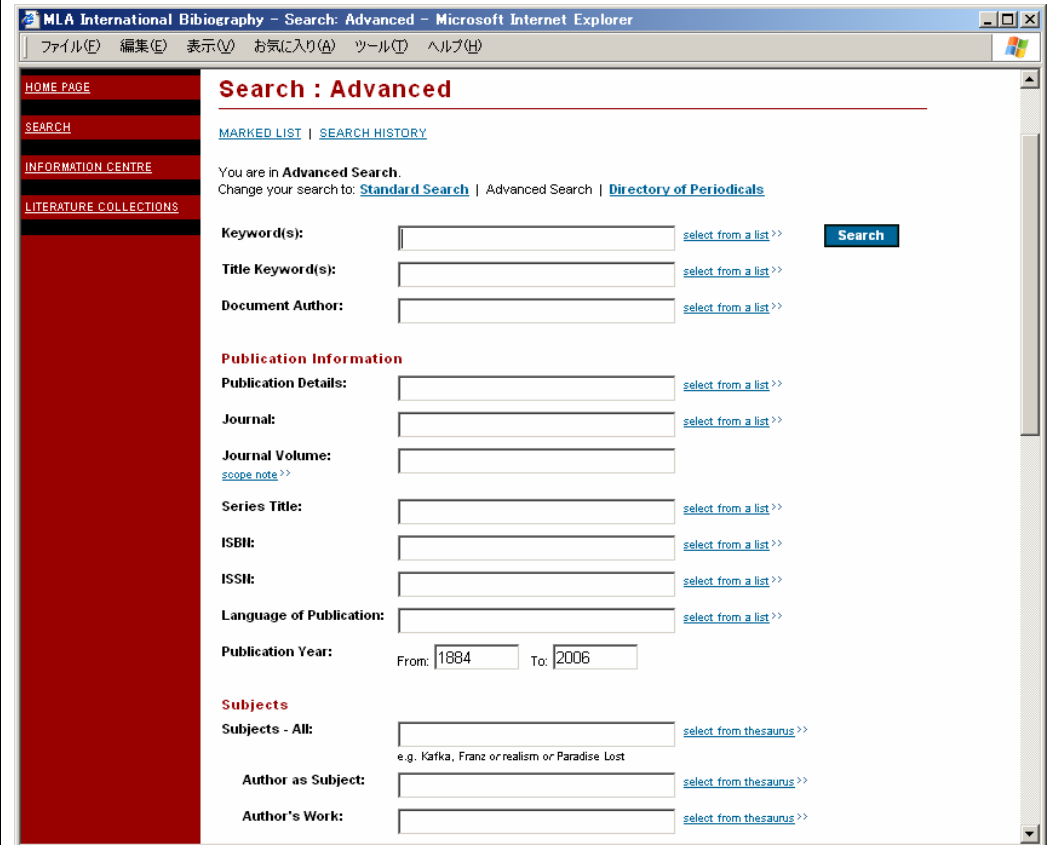 MLA International Bibiography - Search: Advanced - Microsoft Internet Explorer
ファイル(F) 編集(E) 表示(V) お気に入り(A) ツール(T) ヘルプ(H)
HOME PAGE
SEARCH
INFORMATION CENTRE
LITERATURE COLLECTIONS
Search : Advanced
MARKED LIST | SEARCH HISTORY
You are in Advanced Search.
Change your search to: Standard Search | Advanced Search | Directory of Periodicals
Keyword(s): select from a list >> Search
Title Keyword(s): select from a list >>
Document Author: select from a list >>
Publication Information
Publication Details: select from a list >>
Journal: select from a list >>
Journal Volume:
scope note >>
Series Title: select from a list >>
ISBN: select from a list >>
ISSN: select from a list >>
Language of Publication: select from a list >>
Publication Year: From: 1884 To: 2006
Subjects
Subjects - All: select from thesaurus >>
e.g. Kafka, Franz or realism or Paradise Lost
Author as Subject: select from thesaurus >>
Author's Work: select from thesaurus >>